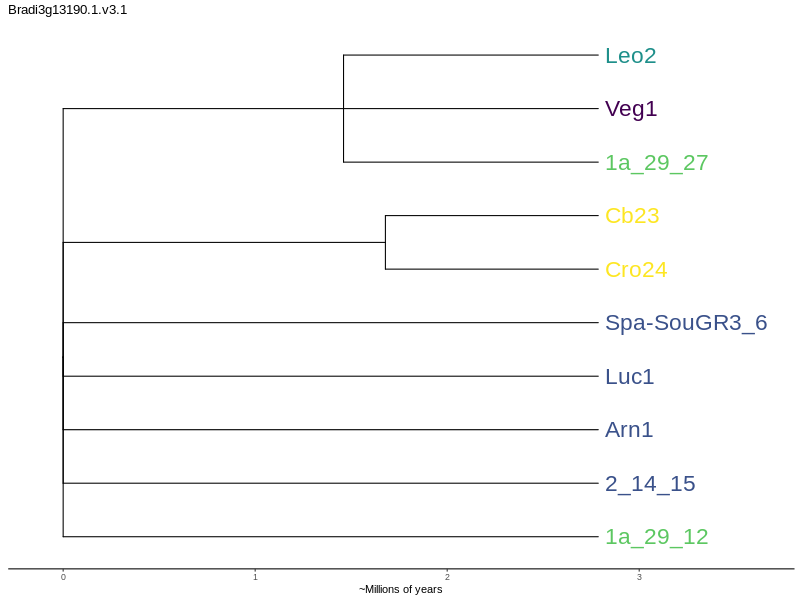 Bradi3g13190.1.v3.1
Leo2
Veg1
1a_29_27
Cb23
Cro24
Spa-SouGR3_6
Luc1
Arn1
2_14_15
1a_29_12
0 1 2 3
~Millions of years